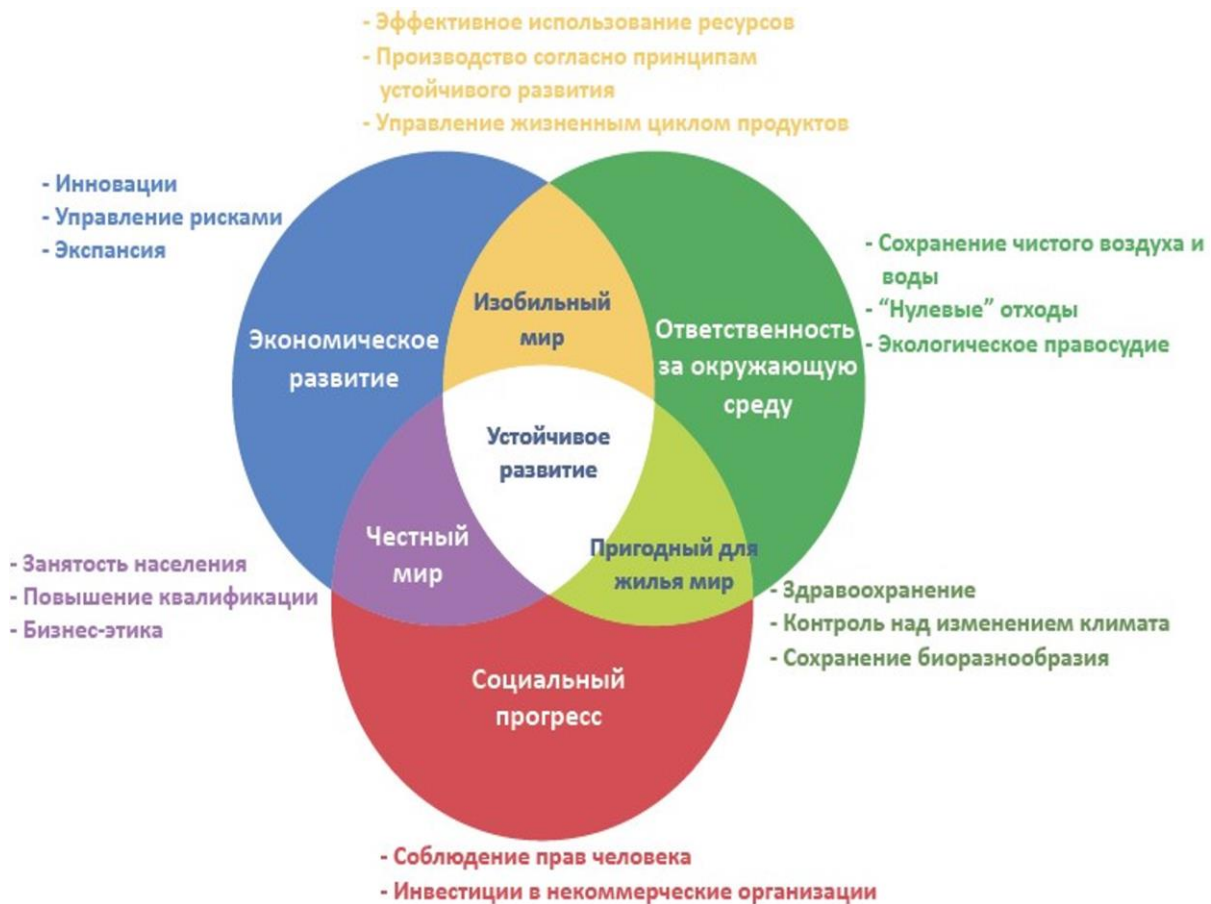 - Эффективное использование ресурсов
- Производство согласно принципам
устойчивого развития
- Управление жизненным циклом продуктов
- Инновации
- Управление рисками
- Экспансия
- Сохранение чистого воздуха и
воды
- “Нулевые” отходы
- Экологическое правосудие
Изобильный
мир
Экономическое
развитие
Ответственность
за окружающую
среду
Устойчивое
развитие
Честный
мир
Пригодный для
жилья мир
- Занятость населения
- Повышение квалификации
- Бизнес-этика
- Здравоохранение
- Контроль над изменением климата
- Сохранение биоразнообразия
Социальный
прогресс
- Соблюдение прав человека
- Инвестиции в некоммерческие организации